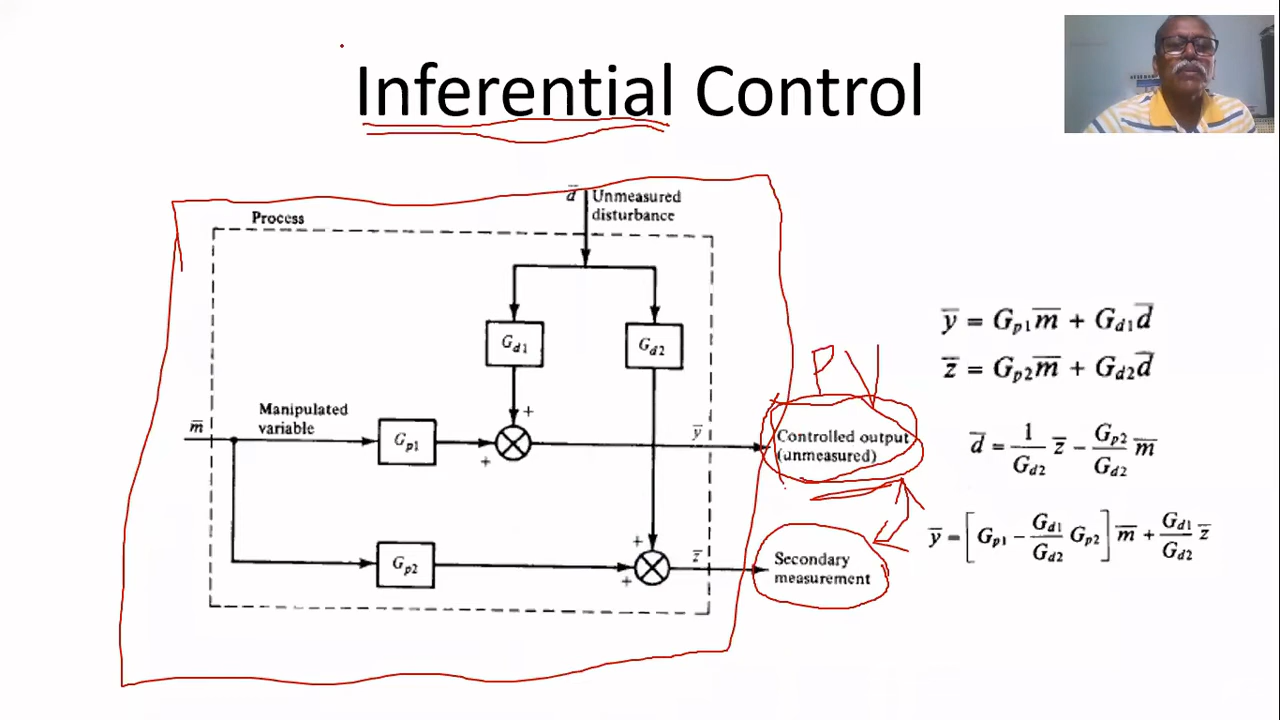 Inferential Control
d̄ Unmeasured
disturbance
Process
G_d1
G_d2
m̄
Manipulated
variable
G_p1
+
+
ȳ
Controlled output
(unmeasured)
PV
G_p2
+
+
z̄
Secondary
measurement
ȳ = G_p1 m̄ + G_d1 d̄
z̄ = G_p2 m̄ + G_d2 d̄
d̄ = 1/G_d2 z̄ − G_p2/G_d2 m̄
ȳ = [G_p1 − G_d1/G_d2 G_p2] m̄ + G_d1/G_d2 z̄